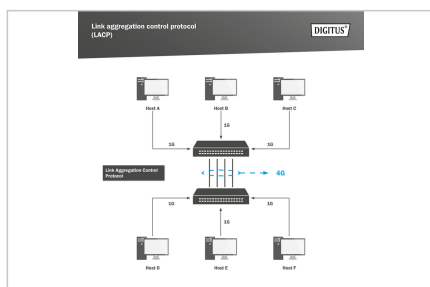 Link aggregation control protocol
(LACP)
DIGITUS®
Host A
Host B
Host C
1G
1G
1G
Link Aggregation Control
Protocol
4G
1G
1G
1G
Host D
Host E
Host F